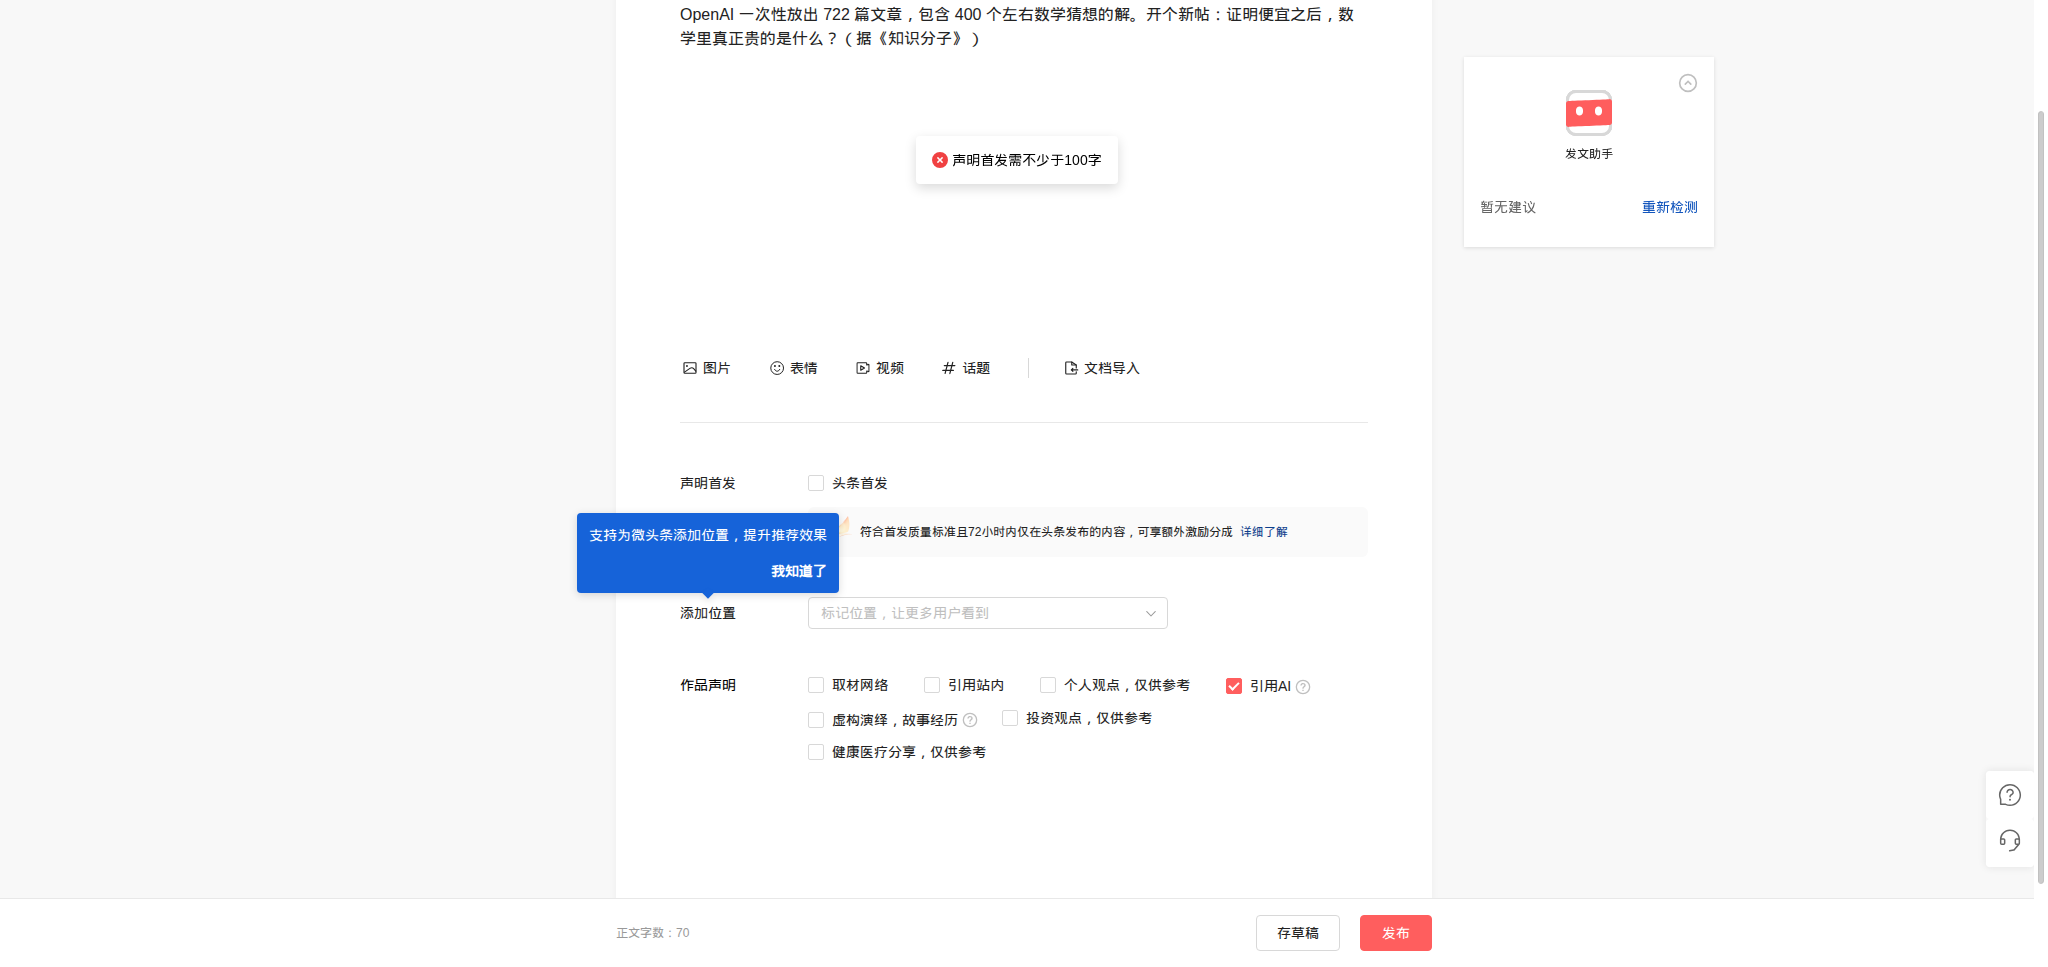 OpenAI 一次性放出 722 篇文章，包含 400 个左右数学猜想的解。开个新帖：证明便宜之后，数
学里真正贵的是什么？（据《知识分子》）
声明首发需不少于100字
发文助手
暂无建议 重新检测
图片 表情 视频 话题 文档导入
声明首发 头条首发
符合首发质量标准且72小时内仅在头条发布的内容，可享额外激励分成 详细了解
支持为微头条添加位置，提升推荐效果
我知道了
添加位置 标记位置，让更多用户看到
作品声明 取材网络 引用站内 个人观点，仅供参考 引用AI
虚构演绎，故事经历 投资观点，仅供参考
健康医疗分享，仅供参考
正文字数：70 存草稿 发布